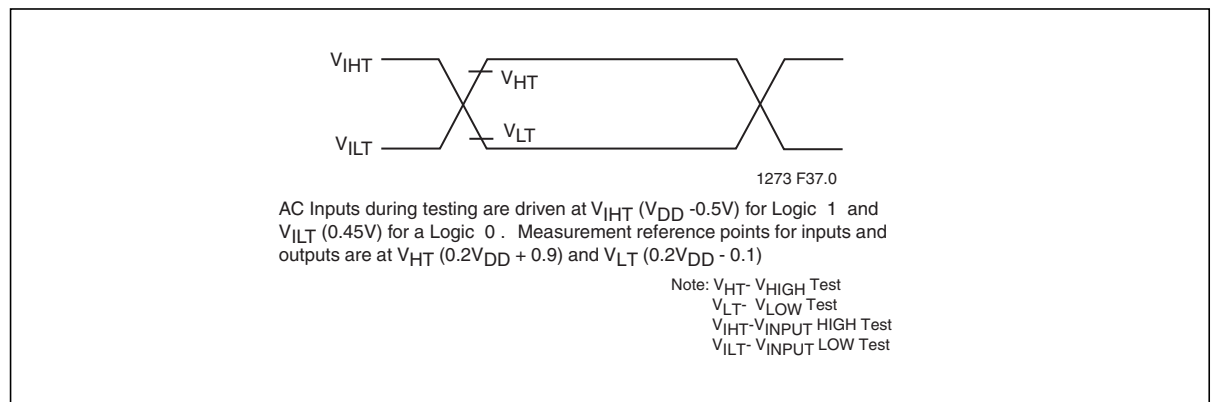 VIHT
VHT
VLT
VILT
1273 F37.0
AC Inputs during testing are driven at VIHT (VDD -0.5V) for Logic 1 and
VILT (0.45V) for a Logic 0 . Measurement reference points for inputs and
outputs are at VHT (0.2VDD + 0.9) and VLT (0.2VDD - 0.1)
Note: VHT- VHIGH Test
VLT- VLOW Test
VIHT-VINPUT HIGH Test
VILT- VINPUT LOW Test